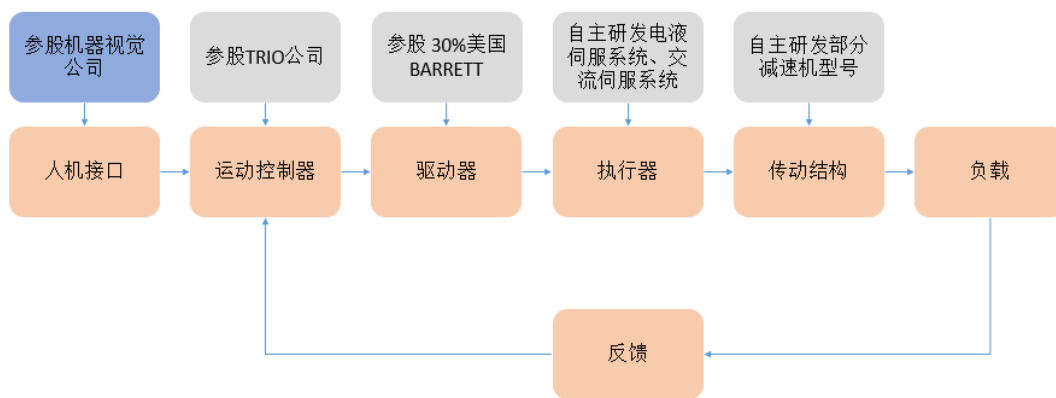 参股机器视觉
公司
参股TRIO公司
参股 30%美国
BARRETT
自主研发电液
伺服系统、交
流伺服系统
自主研发部分
减速机型号
人机接口
运动控制器
驱动器
执行器
传动结构
负载
反馈